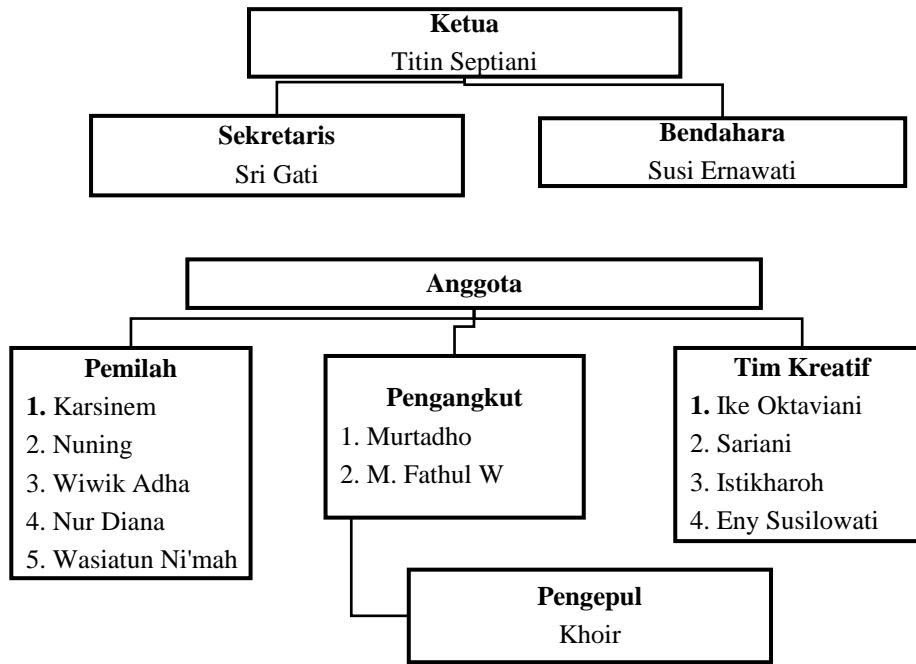 Ketua
Titin Septiani
Sekretaris
Sri Gati
Bendahara
Susi Ernawati
Anggota
Pemilah
1. Karsinem
2. Nuning
3. Wiwik Adha
4. Nur Diana
5. Wasiatun Ni'mah
Pengangkut
1. Murtadho
2. M. Fathul W
Tim Kreatif
1. Ike Oktaviani
2. Sariani
3. Istikharoh
4. Eny Susilowati
Pengepul
Khoir